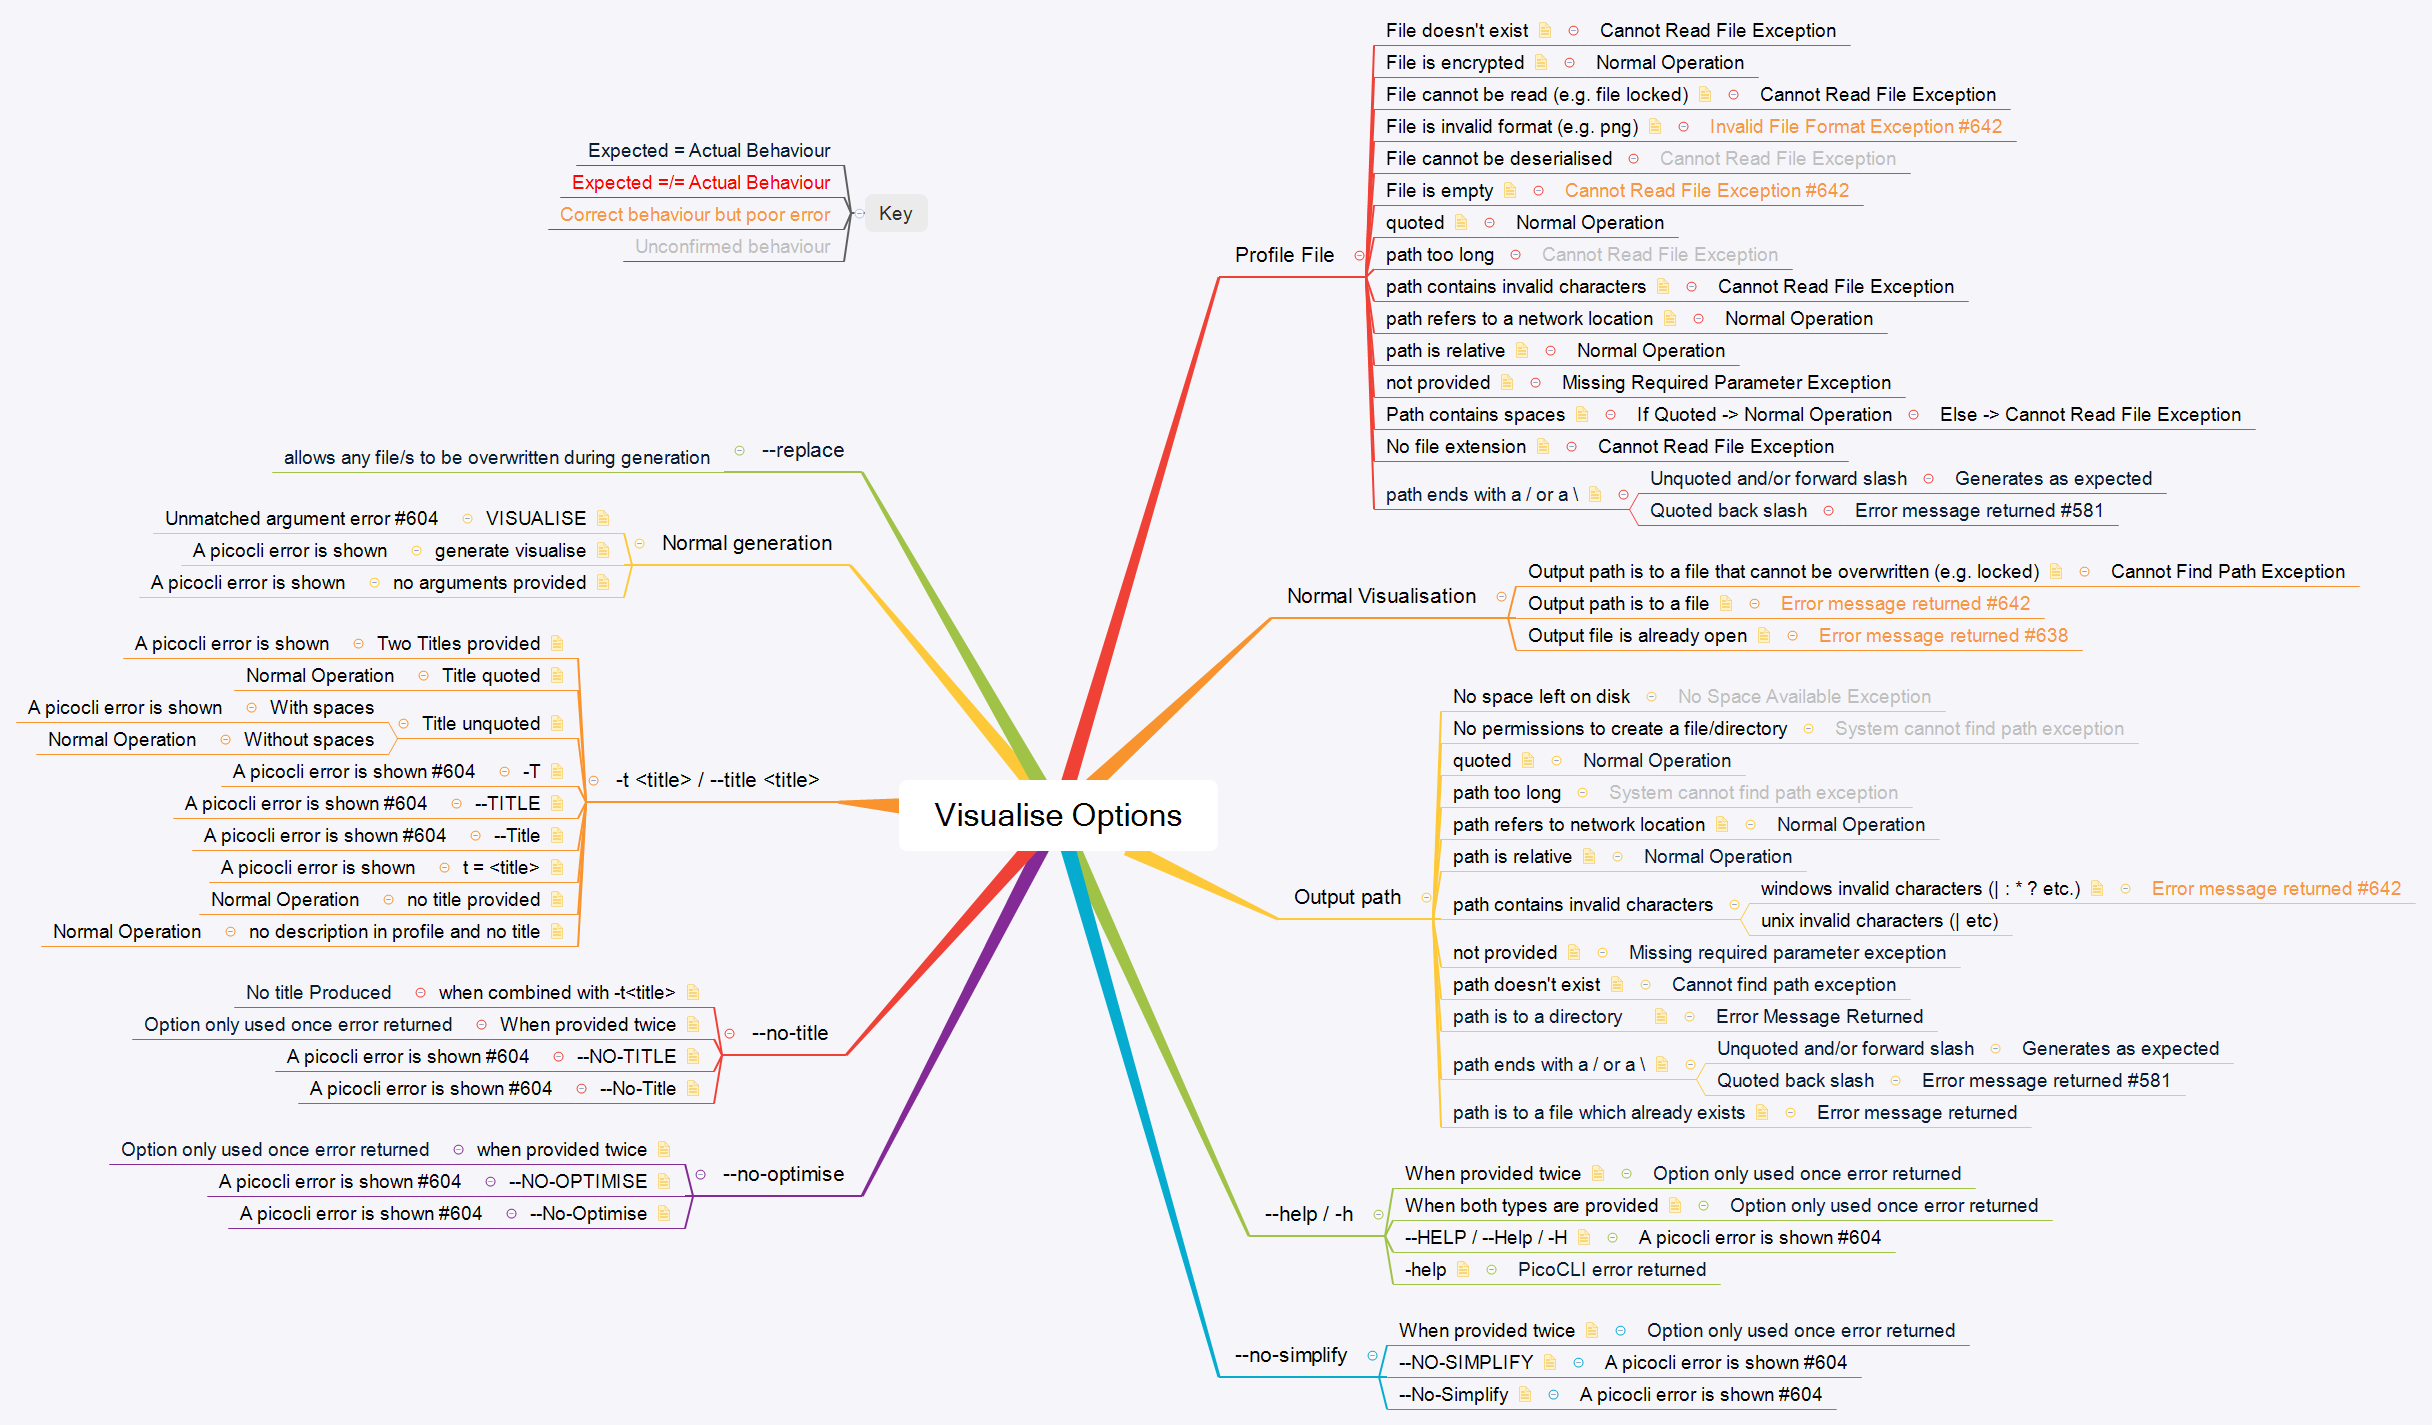 Expected = Actual Behaviour
Expected =/= Actual Behaviour
Correct behaviour but poor error
Unconfirmed behaviour
Key
allows any file/s to be overwritten during generation --replace
Unmatched argument error #604 VISUALISE
A picocli error is shown generate visualise
A picocli error is shown no arguments provided
Normal generation
A picocli error is shown Two Titles provided
Normal Operation Title quoted
A picocli error is shown With spaces
Normal Operation Without spaces
Title unquoted
A picocli error is shown #604 -T
A picocli error is shown #604 --TITLE
A picocli error is shown #604 --Title
A picocli error is shown t = <title>
Normal Operation no title provided
Normal Operation no description in profile and no title
-t <title> / --title <title>
No title Produced when combined with -t<title>
Option only used once error returned When provided twice
A picocli error is shown #604 --NO-TITLE
A picocli error is shown #604 --No-Title
--no-title
Option only used once error returned when provided twice
A picocli error is shown #604 --NO-OPTIMISE
A picocli error is shown #604 --No-Optimise
--no-optimise
Visualise Options
Profile File
File doesn't exist Cannot Read File Exception
File is encrypted Normal Operation
File cannot be read (e.g. file locked) Cannot Read File Exception
File is invalid format (e.g. png) Invalid File Format Exception #642
File cannot be deserialised Cannot Read File Exception
File is empty Cannot Read File Exception #642
quoted Normal Operation
path too long Cannot Read File Exception
path contains invalid characters Cannot Read File Exception
path refers to a network location Normal Operation
path is relative Normal Operation
not provided Missing Required Parameter Exception
Path contains spaces If Quoted -> Normal Operation Else -> Cannot Read File Exception
No file extension Cannot Read File Exception
path ends with a / or a \
Unquoted and/or forward slash Generates as expected
Quoted back slash Error message returned #581
Normal Visualisation
Output path is to a file that cannot be overwritten (e.g. locked) Cannot Find Path Exception
Output path is to a file Error message returned #642
Output file is already open Error message returned #638
Output path
No space left on disk No Space Available Exception
No permissions to create a file/directory System cannot find path exception
quoted Normal Operation
path too long System cannot find path exception
path refers to network location Normal Operation
path is relative Normal Operation
path contains invalid characters
windows invalid characters (| : * ? etc.) Error message returned #642
unix invalid characters (| etc)
not provided Missing required parameter exception
path doesn't exist Cannot find path exception
path is to a directory Error Message Returned
path ends with a / or a \
Unquoted and/or forward slash Generates as expected
Quoted back slash Error message returned #581
path is to a file which already exists Error message returned
--help / -h
When provided twice Option only used once error returned
When both types are provided Option only used once error returned
--HELP / --Help / -H A picocli error is shown #604
-help PicoCLI error returned
--no-simplify
When provided twice Option only used once error returned
--NO-SIMPLIFY A picocli error is shown #604
--No-Simplify A picocli error is shown #604